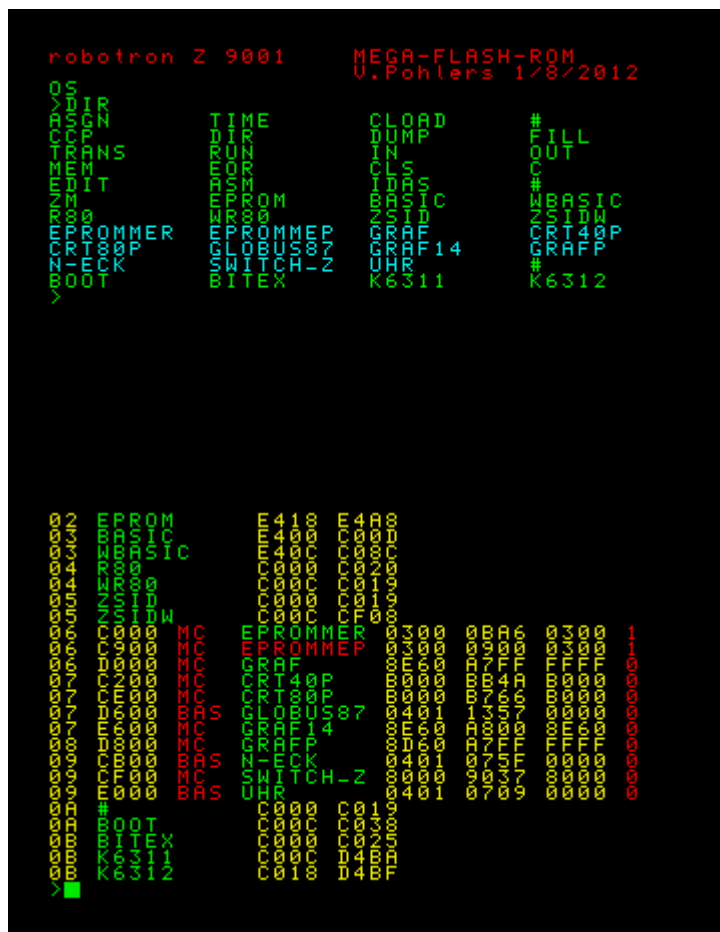 robotron Z 9001 MEGA-FLASH-ROM
V.Pohlers 1/8/2012
OS
>DIR
ASGN TIME CLOAD #
CCP DIR DUMP FILL
TRANS RUN IN OUT
MEM EOR CLS C
EDIT ASM IDAS #
ZM EPROM BASIC WBASIC
R80 WR80 ZSID ZSIDW
EPROMMER EPROMMEP GRAF CRT40P
CRT80P GLOBUS87 GRAF14 GRAFP
N-ECK SWITCH_Z UHR #
BOOT BITEX K6311 K6312
>
02 EPROM E418 E4A8
03 BASIC E400 C00D
03 WBASIC E40C C08C
04 R80 C000 C020
04 WR80 C00C C019
05 ZSID C000 C019
05 ZSIDW C00C CF08
06 C000 MC EPROMMER 0300 0BA6 0300 1
06 C900 MC EPROMMEP 0300 0900 0300 1
06 D000 MC GRAF 8E60 A7FF FFFF 0
07 C200 MC CRT40P B000 BB4A B000 0
07 CE00 MC CRT80P B000 B766 B000 0
07 D600 BAS GLOBUS87 0401 1357 0000 0
07 E600 MC GRAF14 8E60 A800 8E60 0
08 D800 MC GRAFP 8D60 A7FF FFFF 0
09 CB00 BAS N-ECK 0401 075F 0000 0
09 CF00 MC SWITCH_Z 8000 9037 8000 0
09 E000 BAS UHR 0401 0709 0000 0
0A # C000 C019
0A BOOT C00C C038
0B BITEX C000 C025
0B K6311 C00C D4BA
0B K6312 C018 D4BF
>